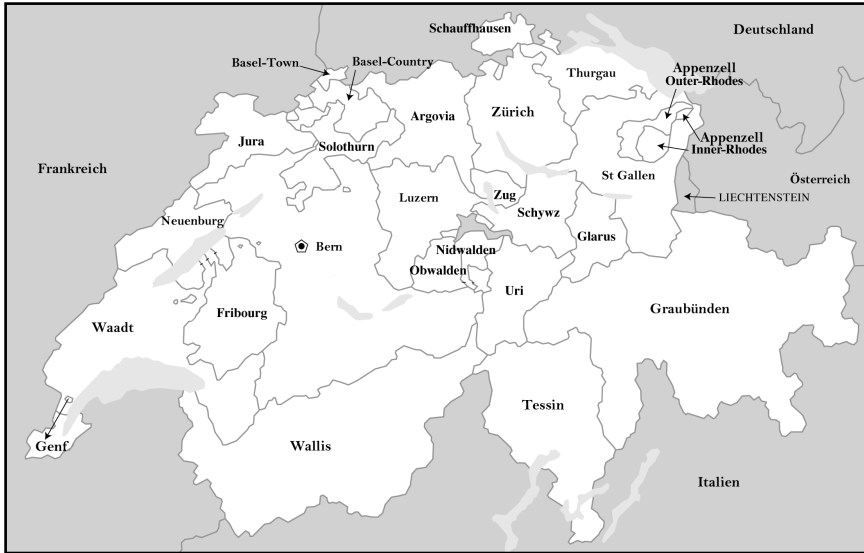 Schauffhausen
Deutschland
Basel-Town
Basel-Country
Thurgau
Appenzell
Outer-Rhodes
Argovia
Zürich
Appenzell
Inner-Rhodes
Jura
Solothurn
Frankreich
St Gallen
Österreich
Zug
LIECHTENSTEIN
Luzern
Schywz
Neuenburg
Glarus
Bern
Nidwalden
Obwalden
Uri
Graubünden
Fribourg
Waadt
Tessin
Genf
Wallis
Italien